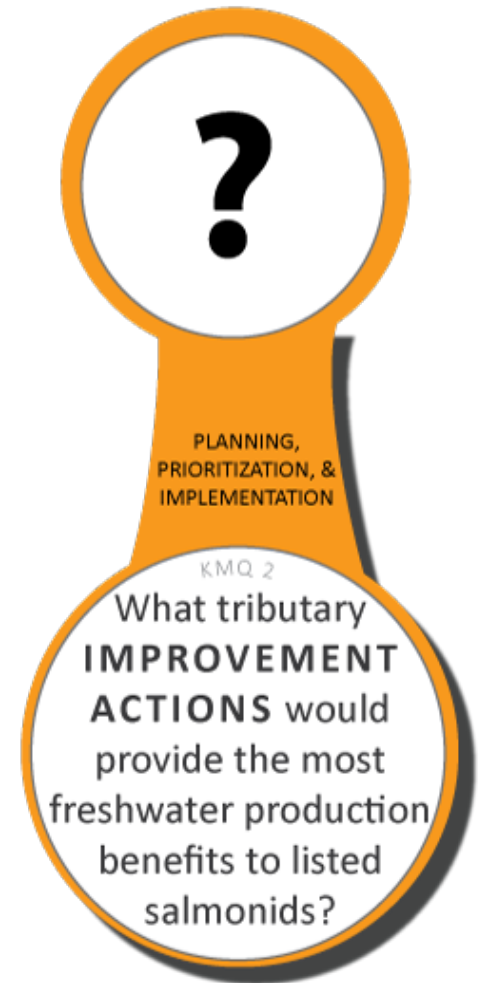 ?
PLANNING,
PRIORITIZATION, &
IMPLEMENTATION
KMQ 2
What tributary
IMPROVEMENT
ACTIONS would
provide the most
freshwater production
benefits to listed
salmonids?